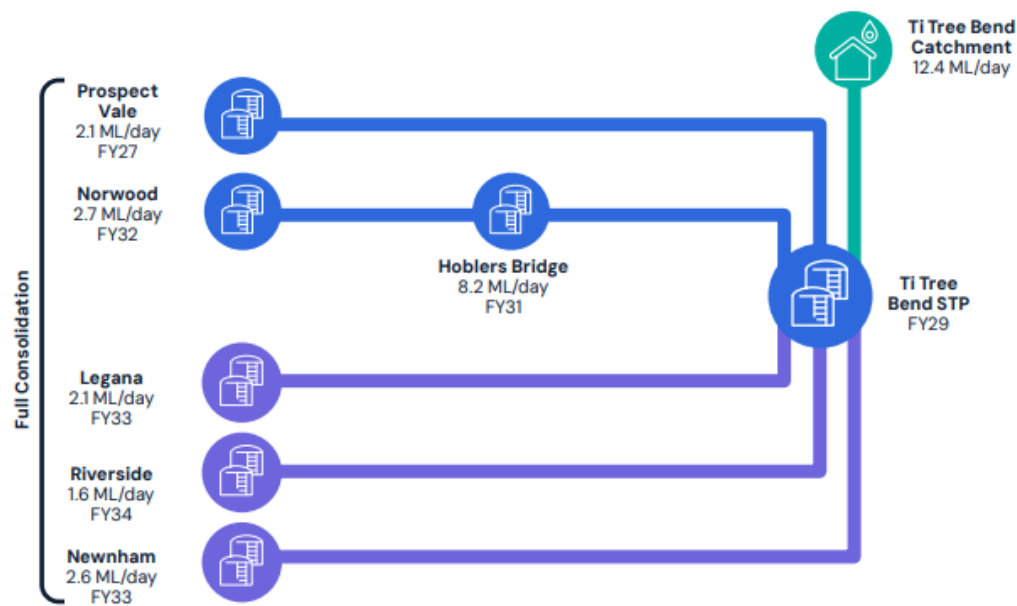 Ti Tree Bend
Catchment
12.4 ML/day
Prospect
Vale
2.1 ML/day
FY27
Norwood
2.7 ML/day
FY32
Hoblers Bridge
8.2 ML/day
FY31
Ti Tree
Bend STP
FY29
Full Consolidation
Legana
2.1 ML/day
FY33
Riverside
1.6 ML/day
FY34
Newnham
2.6 ML/day
FY33